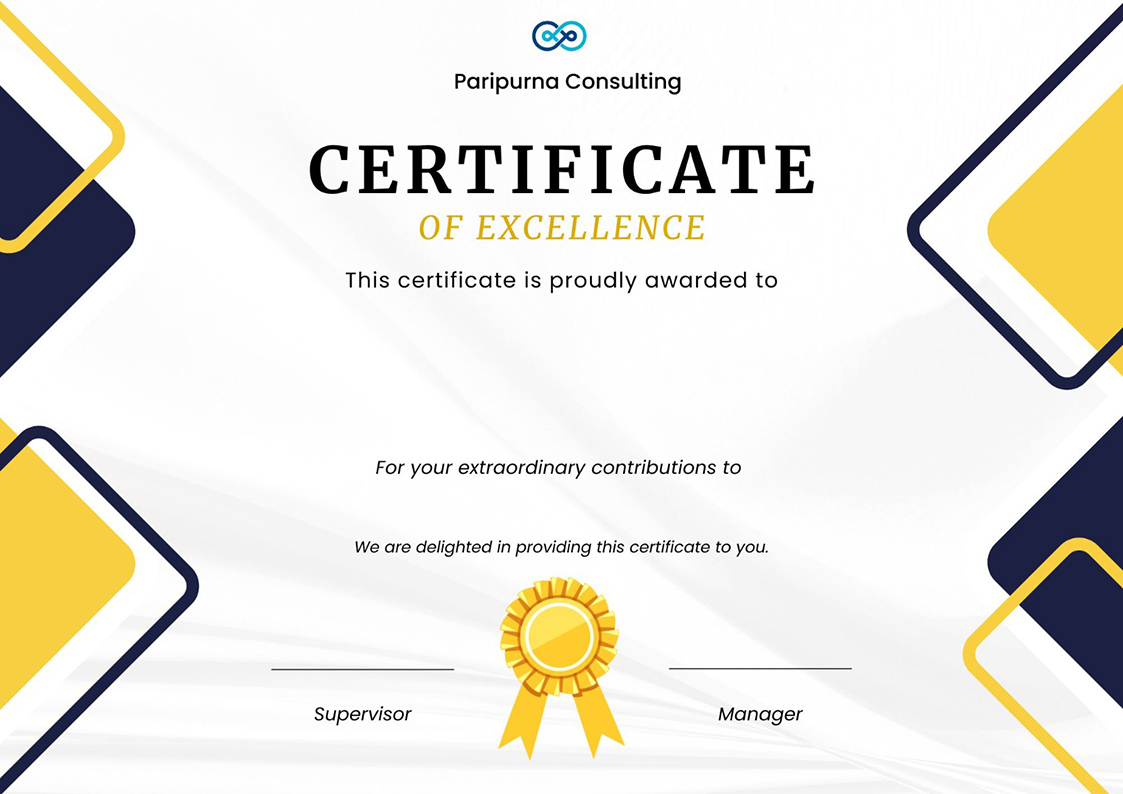 Paripurna Consulting
CERTIFICATE
OF EXCELLENCE
This certificate is proudly awarded to
For your extraordinary contributions to
We are delighted in providing this certificate to you.
Supervisor
Manager